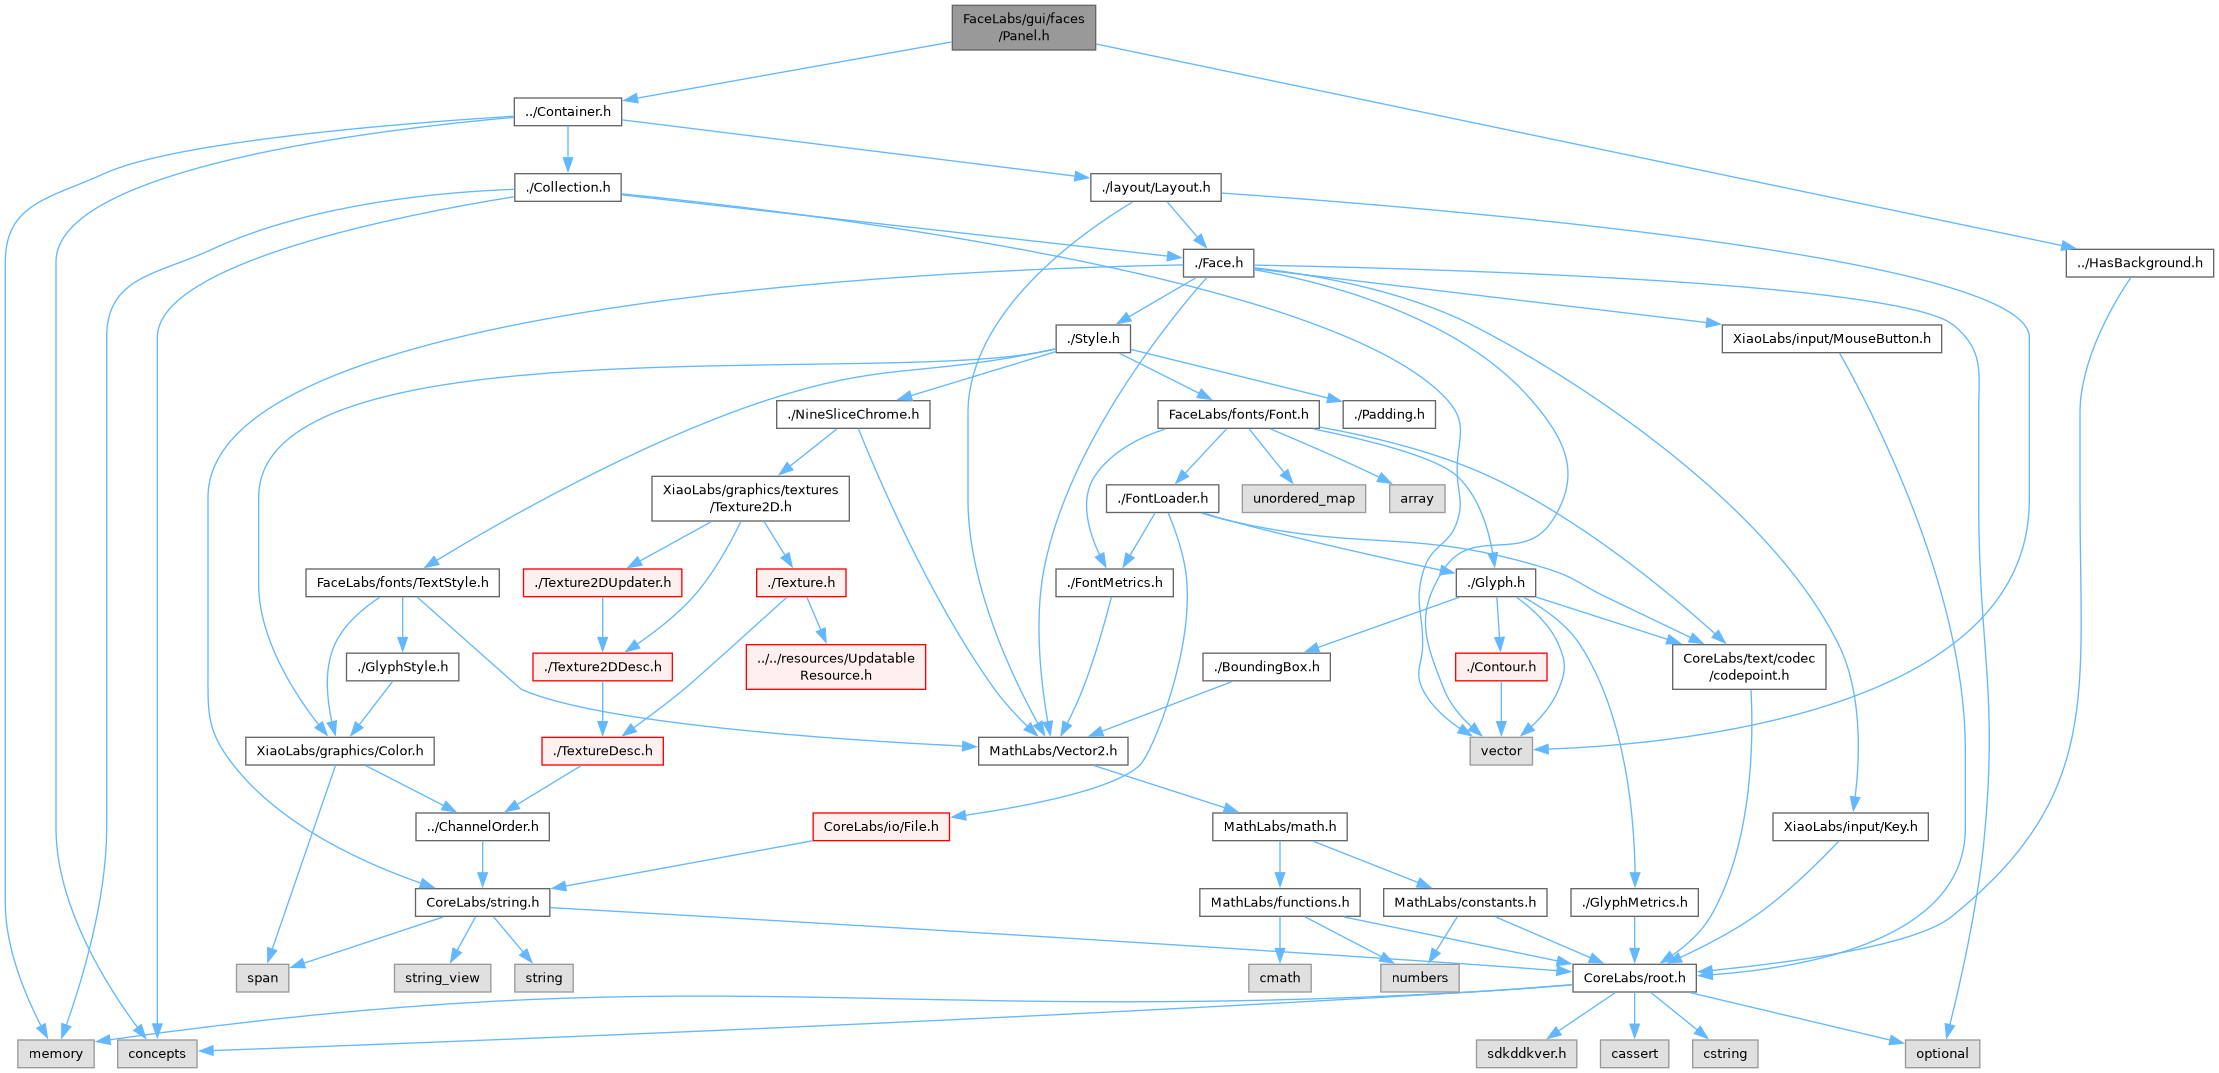 FaceLabs/gui/faces
/Panel.h
../Container.h
./Collection.h
./layout/Layout.h
./Face.h
../HasBackground.h
./Style.h
XiaoLabs/input/MouseButton.h
./NineSliceChrome.h
FaceLabs/fonts/Font.h
./Padding.h
XiaoLabs/graphics/textures
/Texture2D.h
./FontLoader.h
unordered_map
array
FaceLabs/fonts/TextStyle.h
./Texture2DUpdater.h
./Texture.h
./FontMetrics.h
./Glyph.h
./GlyphStyle.h
./Texture2DDesc.h
../../resources/Updatable
Resource.h
./BoundingBox.h
./Contour.h
CoreLabs/text/codec
/codepoint.h
XiaoLabs/graphics/Color.h
./TextureDesc.h
MathLabs/Vector2.h
vector
../ChannelOrder.h
CoreLabs/io/File.h
MathLabs/math.h
XiaoLabs/input/Key.h
CoreLabs/string.h
MathLabs/functions.h
MathLabs/constants.h
./GlyphMetrics.h
span
string_view
string
cmath
numbers
CoreLabs/root.h
memory
concepts
sdkddkver.h
cassert
cstring
optional